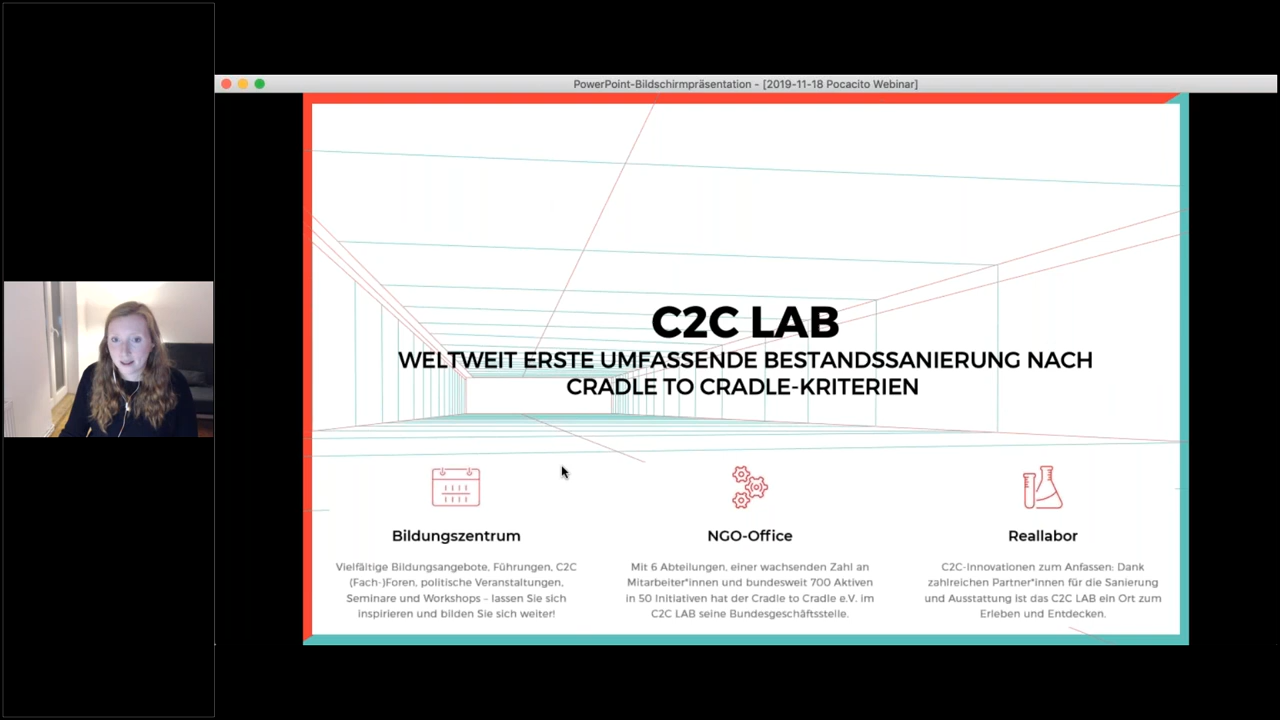 PowerPoint-Bildschirmpräsentation - [2019-11-18 Pocacito Webinar]
C2C LAB
WELTWEIT ERSTE UMFASSENDE BESTANDSSANIERUNG NACH
CRADLE TO CRADLE-KRITERIEN
Bildungszentrum
Vielfältige Bildungsangebote, Führungen, C2C
(Fach-)Foren, politische Veranstaltungen,
Seminare und Workshops – lassen Sie sich
inspirieren und bilden Sie sich weiter!
NGO-Office
Mit 6 Abteilungen, einer wachsenden Zahl an
Mitarbeiter*innen und bundesweit 700 Aktiven
in 50 Initiativen hat der Cradle to Cradle e.V. im
C2C LAB seine Bundesgeschäftsstelle.
Reallabor
C2C-Innovationen zum Anfassen: Dank
zahlreichen Partner*innen für die Sanierung
und Ausstattung ist das C2C LAB ein Ort zum
Erleben und Entdecken.